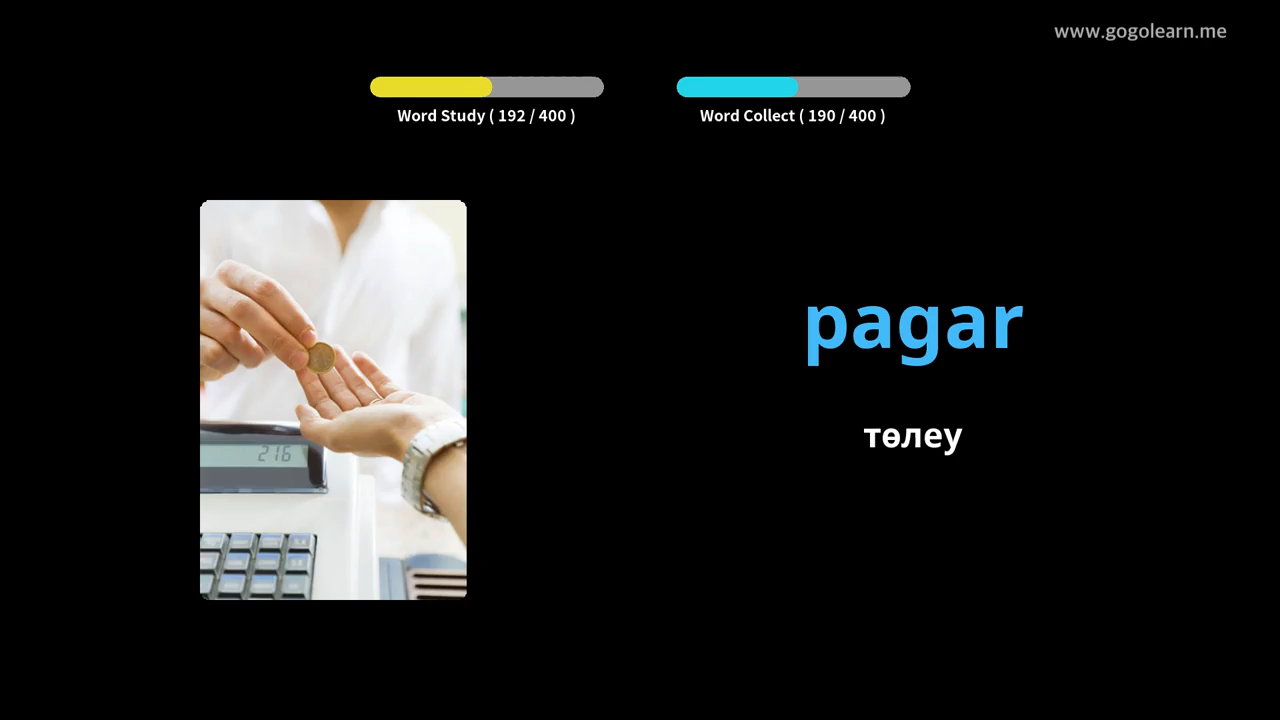 www.gogolearn.me
Word Study ( 192 / 400 )
Word Collect ( 190 / 400 )
216
pagar
төлеу